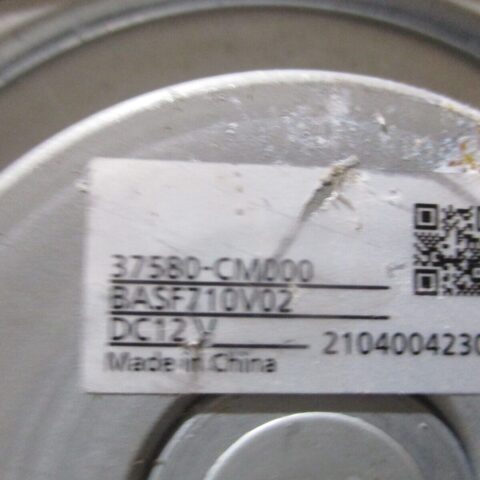 37580-CM000
BASF710V02
DC12 V
2104004230
Made in China